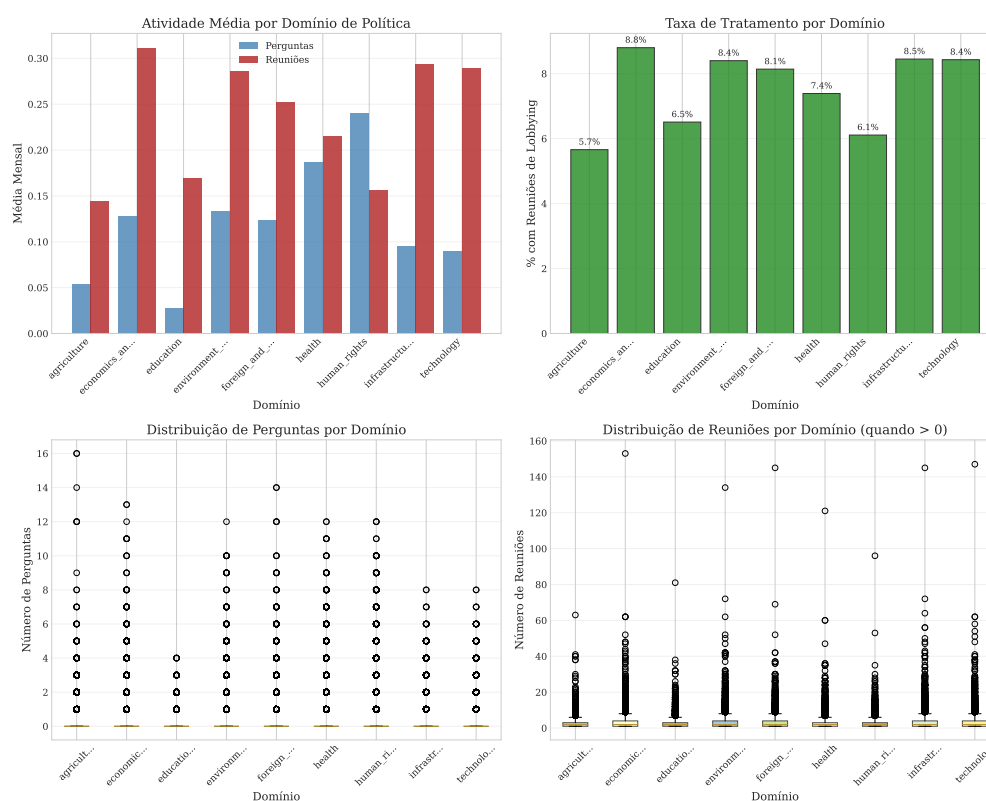 Atividade Média por Domínio de Política
Perguntas
Reuniões
Média Mensal
0.30
0.25
0.20
0.15
0.10
0.05
0.00
agriculture
economics_an...
education
environment_...
foreign_and_...
health
human_rights
infrastructu...
technology
Domínio
Taxa de Tratamento por Domínio
% com Reuniões de Lobbying
8
6
4
2
0
5.7%
8.8%
6.5%
8.4%
8.1%
7.4%
6.1%
8.5%
8.4%
agriculture
economics_an...
education
environment_...
foreign_and_...
health
human_rights
infrastructu...
technology
Domínio
Distribuição de Perguntas por Domínio
Número de Perguntas
16
14
12
10
8
6
4
2
0
agricult...
economic...
educatio...
environm...
foreign_...
health
human_ri...
infrastr...
technolo...
Domínio
Distribuição de Reuniões por Domínio (quando > 0)
Número de Reuniões
160
140
120
100
80
60
40
20
0
agricult...
economic...
educatio...
environm...
foreign_...
health
human_ri...
infrastr...
technolo...
Domínio